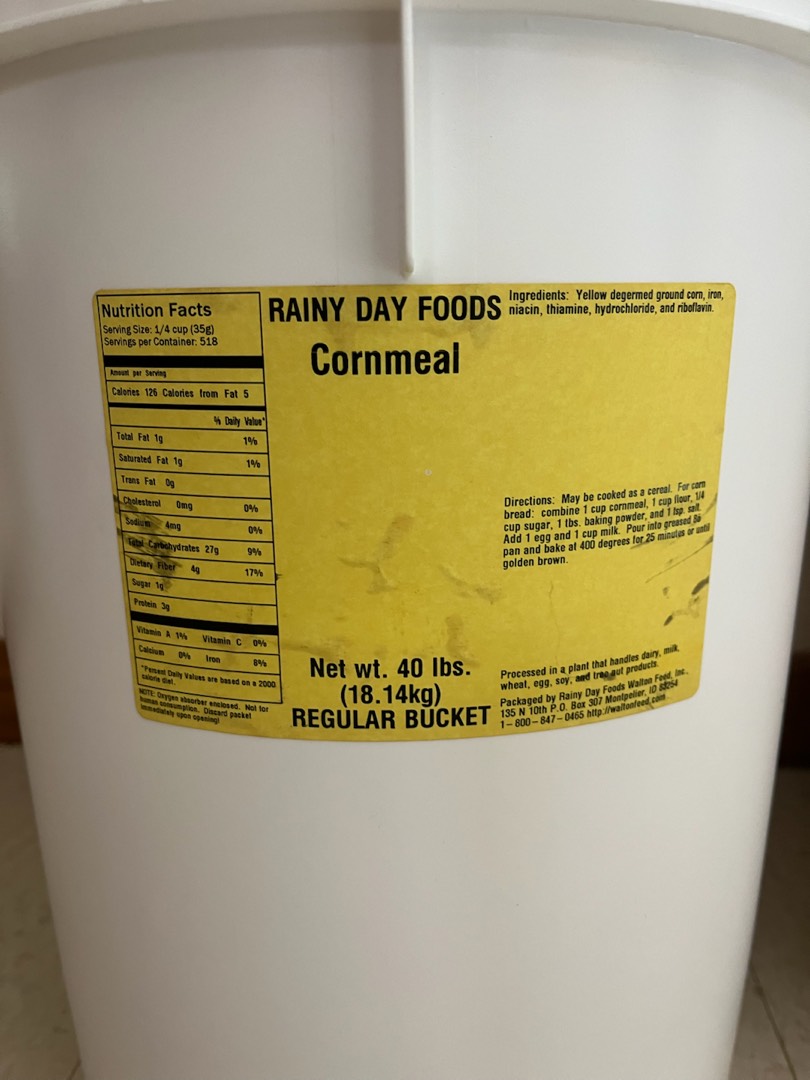 Nutrition Facts
Serving Size: 1/4 cup (35g)
Servings per Container: 518
Amount per Serving
Calories 126 Calories from Fat 5
% Daily Value*
Total Fat 1g 1%
Saturated Fat 1g 1%
Trans Fat 0g
Cholesterol 0mg 0%
Sodium 4mg 0%
Total Carbohydrates 27g 9%
Dietary Fiber 4g 17%
Sugar 1g
Protein 3g
Vitamin A 1% Vitamin C 0%
Calcium 0% Iron 8%
*Percent Daily Values are based on a 2000
calorie diet.
NOTE: Oxygen absorber enclosed. Not for
human consumption. Discard packet
immediately upon opening!
RAINY DAY FOODS
Cornmeal
Net wt. 40 lbs.
(18.14kg)
REGULAR BUCKET
Ingredients: Yellow degermed ground corn, iron,
niacin, thiamine, hydrochloride, and riboflavin.
Directions: May be cooked as a cereal. For corn
bread: combine 1 cup cornmeal, 1 cup flour, 1/4
cup sugar, 1 tbs. baking powder, and 1 tsp. salt.
Add 1 egg and 1 cup milk. Pour into greased 8x
pan and bake at 400 degrees for 25 minutes or until
golden brown.
Processed in a plant that handles dairy, milk,
wheat, egg, soy, and tree nut products.
Packaged by Rainy Day Foods Walton Feed, Inc.,
135 N 10th P.O. Box 307 Montpelier, ID 83254
1-800-847-0465 http://waltonfeed.com